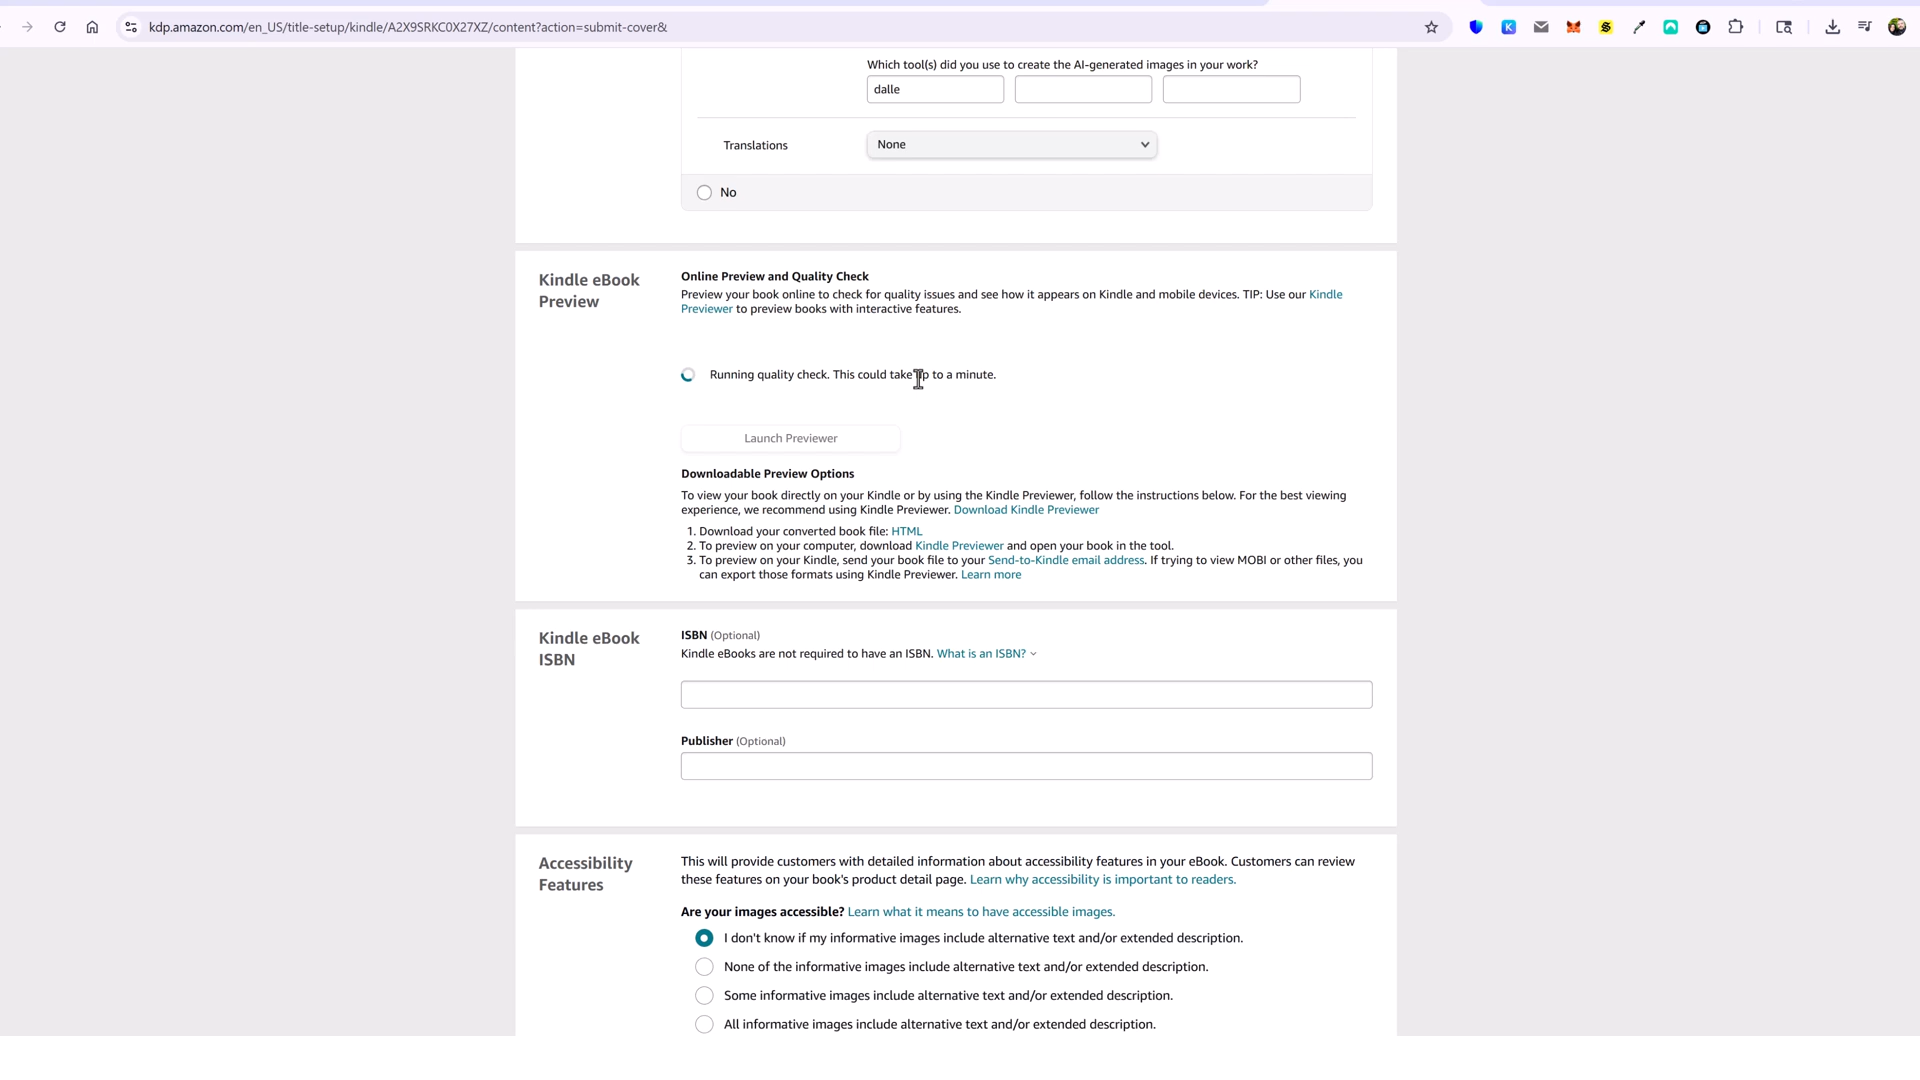 kdp.amazon.com/en_US/title-setup/kindle/A2X9SRKC0X27XZ/content?action=submit-cover&
Which tool(s) did you use to create the AI-generated images in your work?
dalle
Translations
None
No
Kindle eBook
Preview
Online Preview and Quality Check
Preview your book online to check for quality issues and see how it appears on Kindle and mobile devices. TIP: Use our Kindle
Previewer to preview books with interactive features.
Running quality check. This could take up to a minute.
Launch Previewer
Downloadable Preview Options
To view your book directly on your Kindle or by using the Kindle Previewer, follow the instructions below. For the best viewing
experience, we recommend using Kindle Previewer. Download Kindle Previewer
1. Download your converted book file: HTML
2. To preview on your computer, download Kindle Previewer and open your book in the tool.
3. To preview on your Kindle, send your book file to your Send-to-Kindle email address. If trying to view MOBI or other files, you
can export those formats using Kindle Previewer. Learn more
Kindle eBook
ISBN
ISBN (Optional)
Kindle eBooks are not required to have an ISBN. What is an ISBN?
Publisher (Optional)
Accessibility
Features
This will provide customers with detailed information about accessibility features in your eBook. Customers can review
these features on your book's product detail page. Learn why accessibility is important to readers.
Are your images accessible? Learn what it means to have accessible images.
I don't know if my informative images include alternative text and/or extended description.
None of the informative images include alternative text and/or extended description.
Some informative images include alternative text and/or extended description.
All informative images include alternative text and/or extended description.